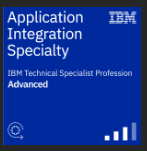 Application
Integration
Specialty
IBM
IBM Technical Specialist Profession
Advanced